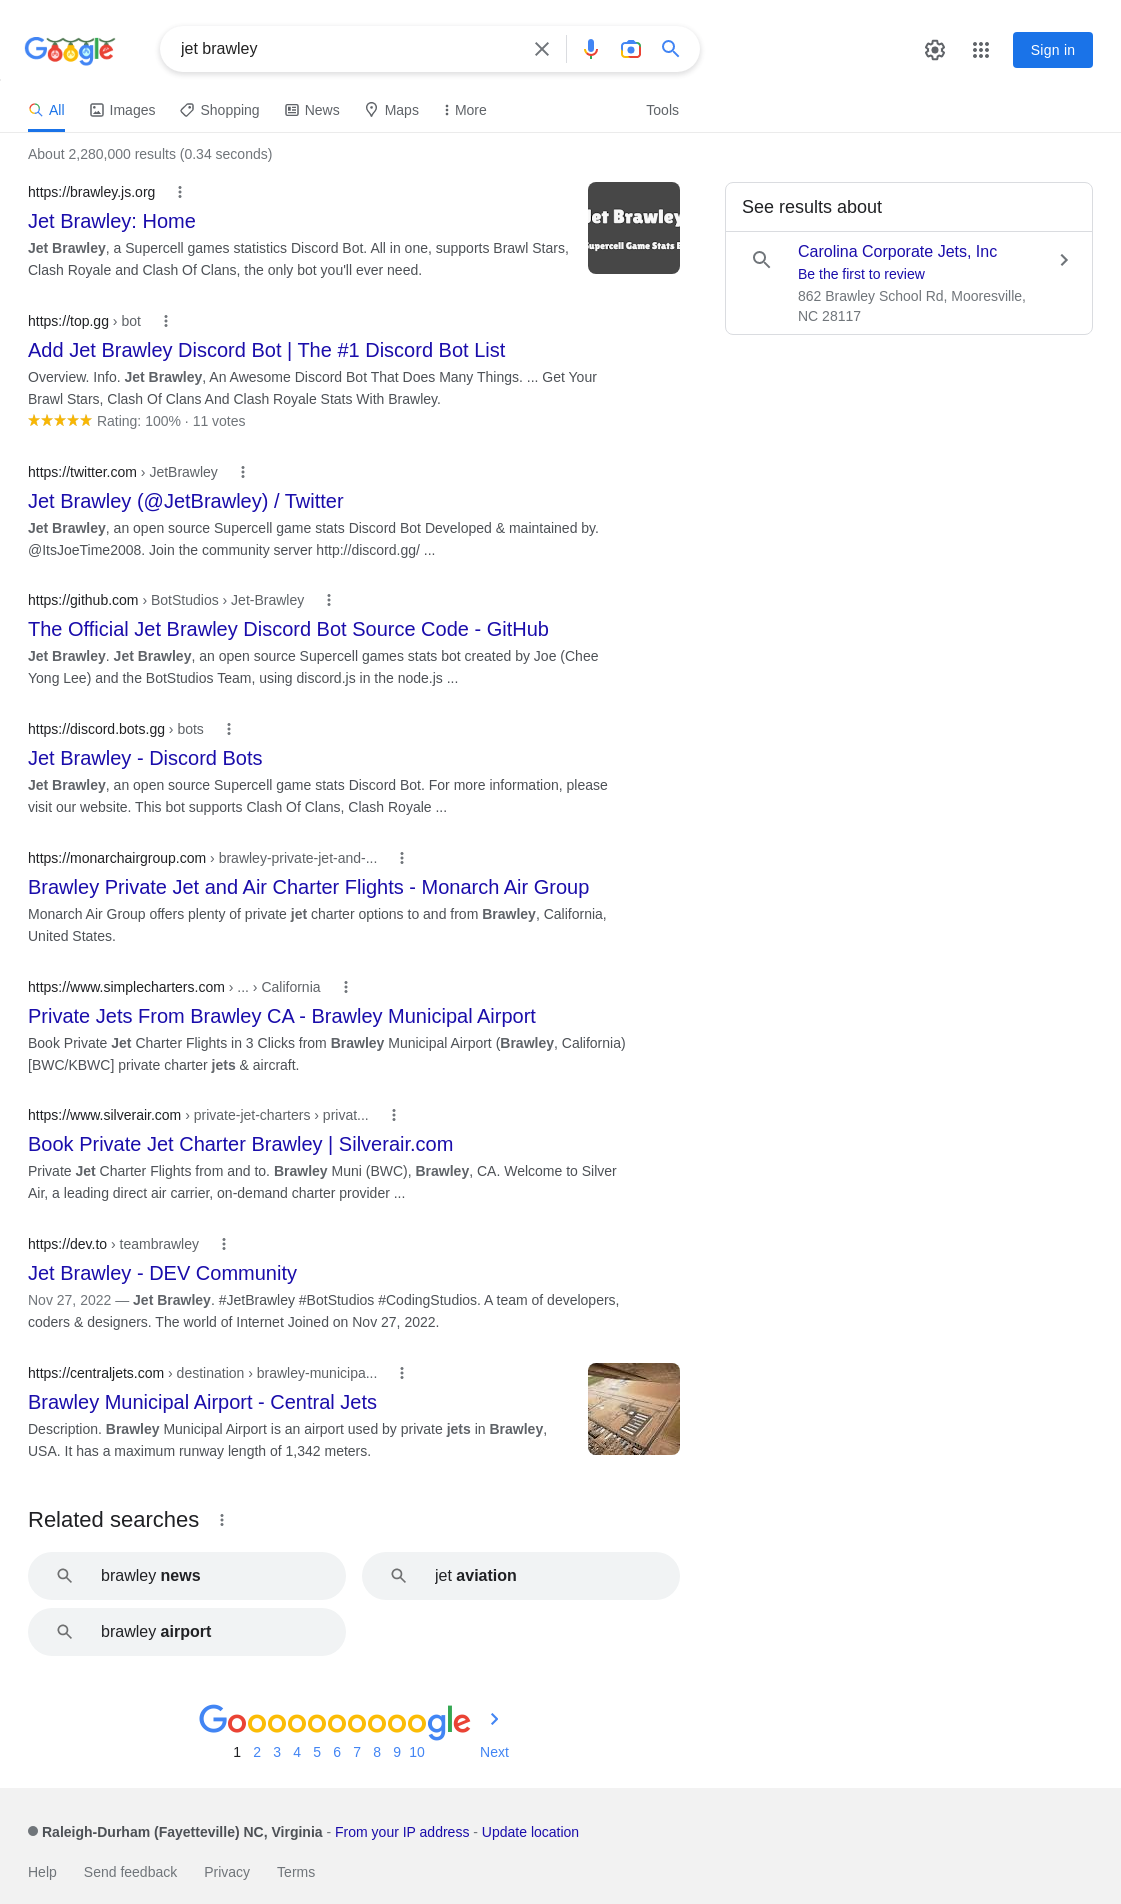 Google
jet brawley
Sign in
All Images Shopping News Maps More Tools
About 2,280,000 results (0.34 seconds)
https://brawley.js.org
Jet Brawley: Home
Jet Brawley, a Supercell games statistics Discord Bot. All in one, supports Brawl Stars,
Clash Royale and Clash Of Clans, the only bot you'll ever need.
Jet Brawley
Supercell Game Stats B
See results about
Carolina Corporate Jets, Inc
Be the first to review
862 Brawley School Rd, Mooresville,
NC 28117
https://top.gg › bot
Add Jet Brawley Discord Bot | The #1 Discord Bot List
Overview. Info. Jet Brawley, An Awesome Discord Bot That Does Many Things. ... Get Your
Brawl Stars, Clash Of Clans And Clash Royale Stats With Brawley.
Rating: 100% · 11 votes
https://twitter.com › JetBrawley
Jet Brawley (@JetBrawley) / Twitter
Jet Brawley, an open source Supercell game stats Discord Bot Developed & maintained by.
@ItsJoeTime2008. Join the community server http://discord.gg/ ...
https://github.com › BotStudios › Jet-Brawley
The Official Jet Brawley Discord Bot Source Code - GitHub
Jet Brawley. Jet Brawley, an open source Supercell games stats bot created by Joe (Chee
Yong Lee) and the BotStudios Team, using discord.js in the node.js ...
https://discord.bots.gg › bots
Jet Brawley - Discord Bots
Jet Brawley, an open source Supercell game stats Discord Bot. For more information, please
visit our website. This bot supports Clash Of Clans, Clash Royale ...
https://monarchairgroup.com › brawley-private-jet-and-...
Brawley Private Jet and Air Charter Flights - Monarch Air Group
Monarch Air Group offers plenty of private jet charter options to and from Brawley, California,
United States.
https://www.simplecharters.com › ... › California
Private Jets From Brawley CA - Brawley Municipal Airport
Book Private Jet Charter Flights in 3 Clicks from Brawley Municipal Airport (Brawley, California)
[BWC/KBWC] private charter jets & aircraft.
https://www.silverair.com › private-jet-charters › privat...
Book Private Jet Charter Brawley | Silverair.com
Private Jet Charter Flights from and to. Brawley Muni (BWC), Brawley, CA. Welcome to Silver
Air, a leading direct air carrier, on-demand charter provider ...
https://dev.to › teambrawley
Jet Brawley - DEV Community
Nov 27, 2022 — Jet Brawley. #JetBrawley #BotStudios #CodingStudios. A team of developers,
coders & designers. The world of Internet Joined on Nov 27, 2022.
https://centraljets.com › destination › brawley-municipa...
Brawley Municipal Airport - Central Jets
Description. Brawley Municipal Airport is an airport used by private jets in Brawley,
USA. It has a maximum runway length of 1,342 meters.
Related searches
brawley news
jet aviation
brawley airport
Goooooooooogle
1 2 3 4 5 6 7 8 9 10 Next
Raleigh-Durham (Fayetteville) NC, Virginia - From your IP address - Update location
Help Send feedback Privacy Terms